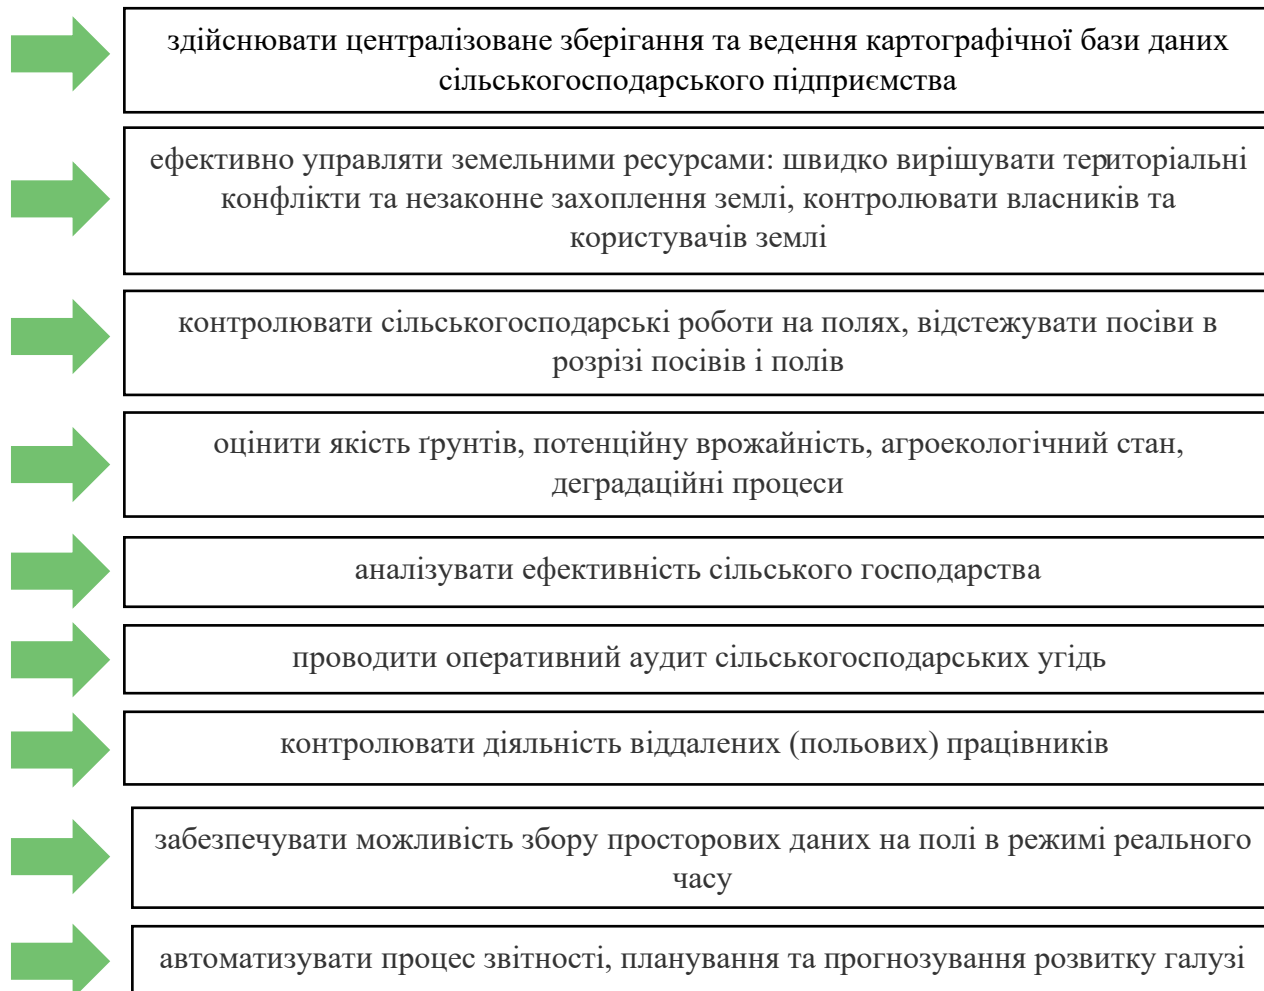 здійснювати централізоване зберігання та ведення картографічної бази даних
сільськогосподарського підприємства
ефективно управляти земельними ресурсами: швидко вирішувати територіальні
конфлікти та незаконне захоплення землі, контролювати власників та
користувачів землі
контролювати сільськогосподарські роботи на полях, відстежувати посіви в
розрізі посівів і полів
оцінити якість ґрунтів, потенційну врожайність, агроекологічний стан,
деградаційні процеси
аналізувати ефективність сільського господарства
проводити оперативний аудит сільськогосподарських угідь
контролювати діяльність віддалених (польових) працівників
забезпечувати можливість збору просторових даних на полі в режимі реального
часу
автоматизувати процес звітності, планування та прогнозування розвитку галузі